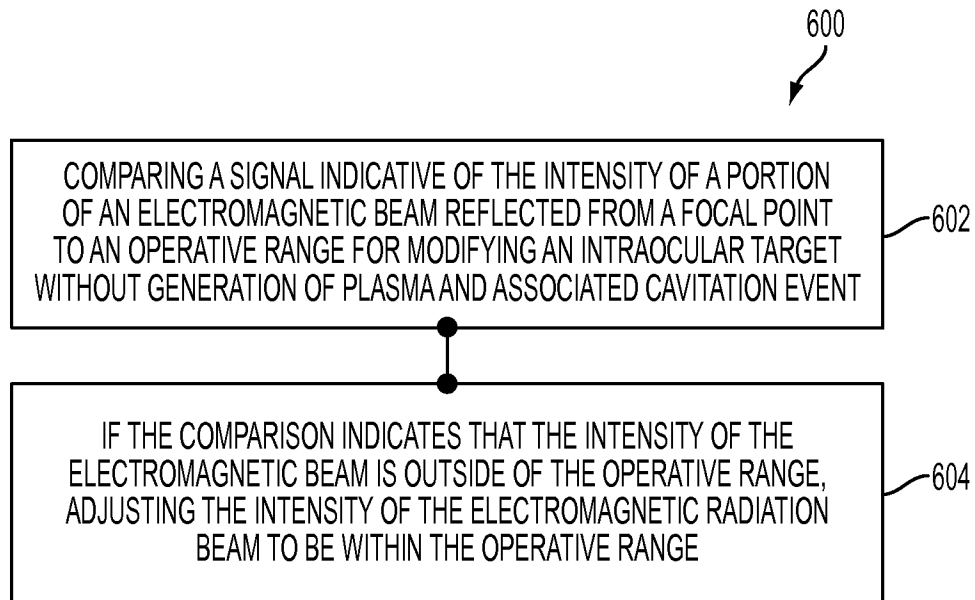 600
COMPARING A SIGNAL INDICATIVE OF THE INTENSITY OF A PORTION
OF AN ELECTROMAGNETIC BEAM REFLECTED FROM A FOCAL POINT
TO AN OPERATIVE RANGE FOR MODIFYING AN INTRAOCULAR TARGET
WITHOUT GENERATION OF PLASMA AND ASSOCIATED CAVITATION EVENT
602
IF THE COMPARISON INDICATES THAT THE INTENSITY OF THE
ELECTROMAGNETIC BEAM IS OUTSIDE OF THE OPERATIVE RANGE,
ADJUSTING THE INTENSITY OF THE ELECTROMAGNETIC RADIATION
BEAM TO BE WITHIN THE OPERATIVE RANGE
604